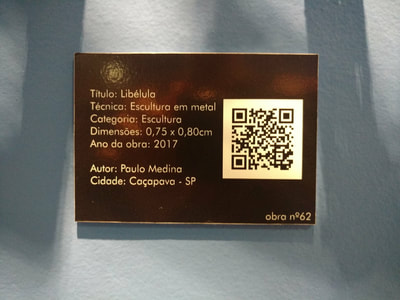 Título: Libélula
Técnica: Escultura em metal
Categoria: Escultura
Dimensões: 0,75 x 0,80cm
Ano da obra: 2017
Autor: Paulo Medina
Cidade: Caçapava - SP
obra nº62